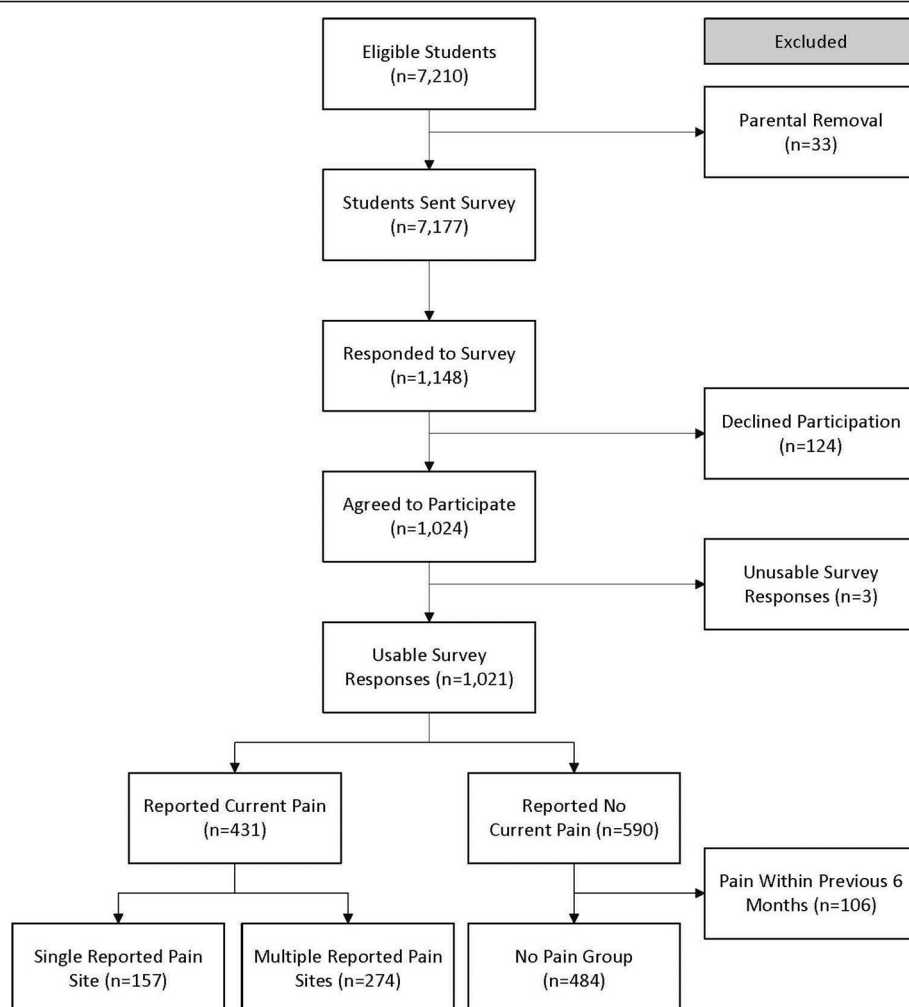 Eligible Students
(n=7,210)
Excluded
Parental Removal
(n=33)
Students Sent Survey
(n=7,177)
Responded to Survey
(n=1,148)
Declined Participation
(n=124)
Agreed to Participate
(n=1,024)
Unusable Survey
Responses (n=3)
Usable Survey
Responses (n=1,021)
Reported Current Pain
(n=431)
Reported No
Current Pain (n=590)
Pain Within Previous 6
Months (n=106)
Single Reported Pain
Site (n=157)
Multiple Reported Pain
Sites (n=274)
No Pain Group
(n=484)